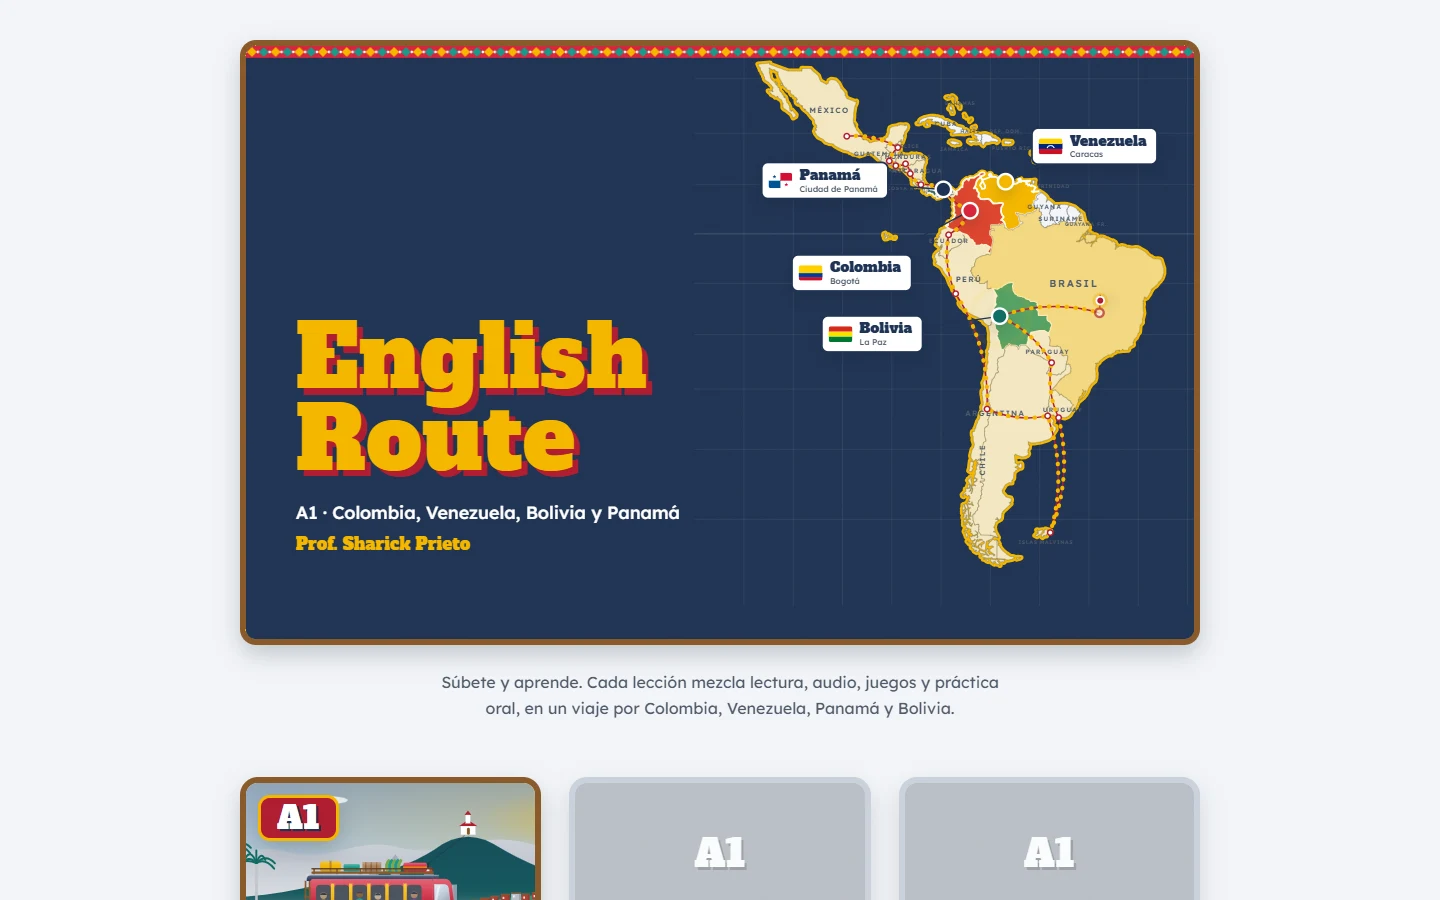 English
Route
A1 · Colombia, Venezuela, Bolivia y Panamá
Prof. Sharick Prieto
MÉXICO
Venezuela
Caracas
Panamá
Ciudad de Panamá
GUYANA
SURINAME
Colombia
Bogotá
PERÚ
BRASIL
Bolivia
La Paz
ARGENTINA
CHILE
ISLAS MALVINAS
Súbete y aprende. Cada lección mezcla lectura, audio, juegos y práctica
oral, en un viaje por Colombia, Venezuela, Panamá y Bolivia.
A1
A1
A1